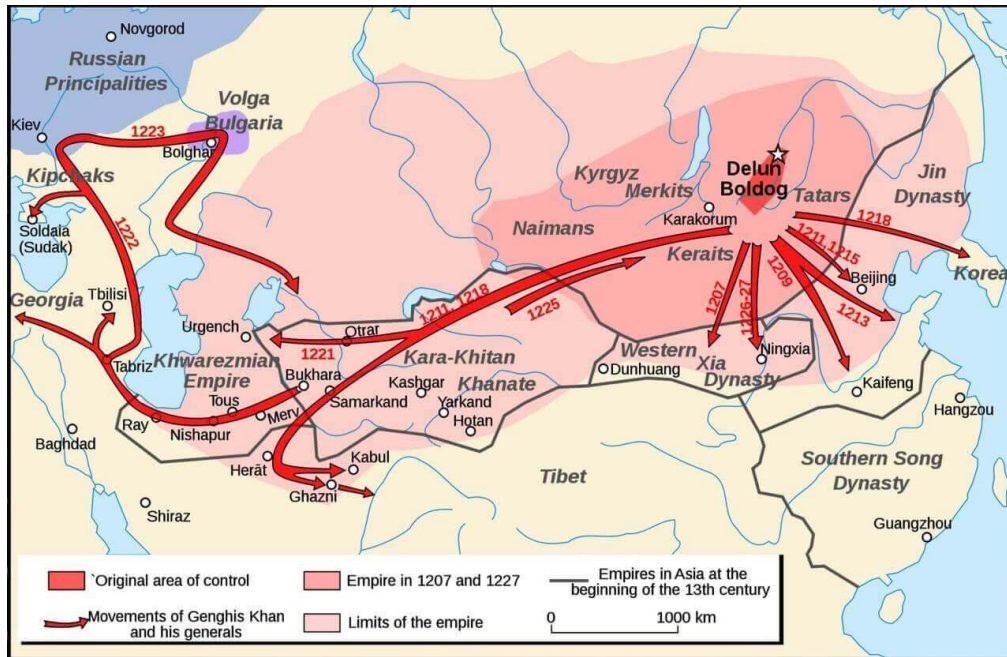 Novgorod
Russian
Principalities
Volga
Bulgaria
Kiev
1223
Bolghar
Kipchaks
Soldaia
(Sudak)
1222
Georgia
Tbilisi
Tabriz
Urgench
Khwarezmian
Empire
Otrar
1221
1211, 1218
1225
Bukhara
Samarkand
Kara-Khitan
Khanate
Kashgar
Yarkand
Hotan
Tous
Merv
Ray
Nishapur
Baghdad
Herāt
Kabul
Ghazni
Shiraz
Tibet
Kyrgyz
Merkits
Naimans
Karakorum
Keraits
Delun
Boldog
Tatars
Jin
Dynasty
1218
1211,1215
Beijing
Korea
1209
1213
1207
1226-27
Western
Xia
Dynasty
Dunhuang
Ningxia
Kaifeng
Hangzou
Southern Song
Dynasty
Guangzhou
`Original area of control
Movements of Genghis Khan
and his generals
Empire in 1207 and 1227
Limits of the empire
Empires in Asia at the
beginning of the 13th century
0 1000 km